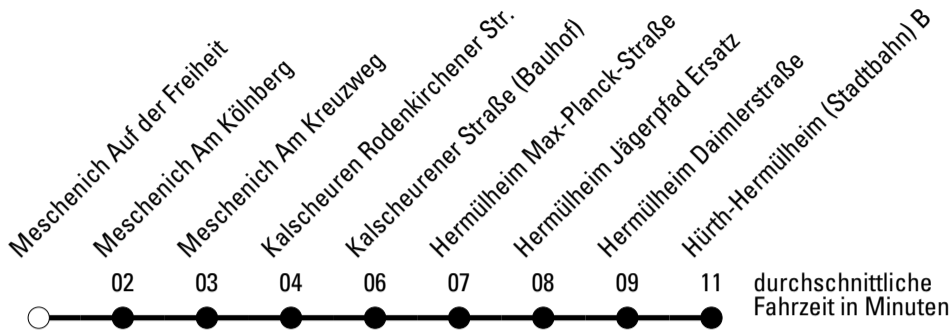 Meschenich Auf der Freiheit
Meschenich Am Kölnberg
Meschenich Am Kreuzweg
Kalscheuren Rodenkirchener Str.
Kalscheurener Straße (Bauhof)
Hermülheim Max-Planck-Straße
Hermülheim Jägerpfad Ersatz
Hermülheim Daimlerstraße
Hürth-Hermülheim (Stadtbahn) B
02 03 04 06 07 08 09 11
durchschnittliche
Fahrzeit in Minuten